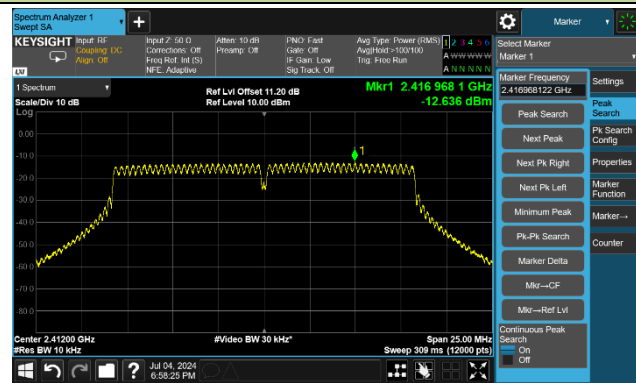 Spectrum Analyzer 1
Swept SA
+
Marker
KEYSIGHT
Input: RF
Coupling: DC
Align: Off
Input Z: 50 Ω
Corrections: Off
Freq Ref: Int (S)
NFE: Adaptive
Atten: 10 dB
Preamp: Off
PNO: Fast
Gate: Off
IF Gain: Low
Sig Track: Off
Avg Type: Power (RMS)
Avg|Hold:>100/100
Trig: Free Run
1 2 3 4 5 6
A W W W W W
A N N N N N
LXI
Select Marker
Marker 1
1 Spectrum
Scale/Div 10 dB
Log
Ref Lvl Offset 11.20 dB
Ref Level 10.00 dBm
Mkr1 2.416 968 1 GHz
-12.636 dBm
0.00
-10.0
-20.0
-30.0
-40.0
-50.0
-60.0
-70.0
-80.0
1
Center 2.41200 GHz
#Res BW 10 kHz
#Video BW 30 kHz*
Span 25.00 MHz
Sweep 309 ms (12000 pts)
Marker Frequency
2.416968122 GHz
Peak Search
Next Peak
Next Pk Right
Next Pk Left
Minimum Peak
Pk-Pk Search
Marker Delta
Mkr→CF
Mkr→Ref Lvl
Continuous Peak
Search
On
Off
Settings
Peak
Search
Pk Search
Config
Properties
Marker
Function
Marker→
Counter
?
Jul 04, 2024
6:58:25 PM